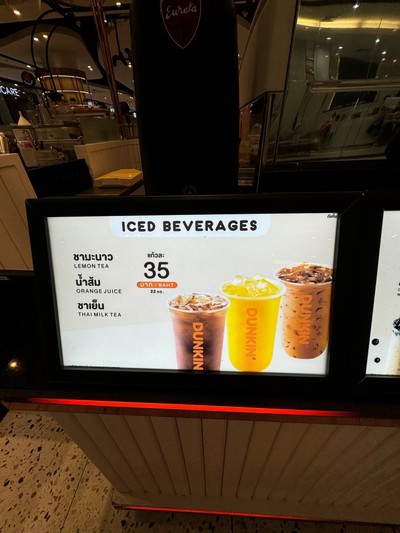 Eureka
CARE
ICED BEVERAGES
ชามะนาว
LEMON TEA
น้ำส้ม
ORANGE JUICE
ชาเย็น
THAI MILK TEA
แก้วละ
35
บาท / BAHT
22 oz.
DUNKIN'
DUNKIN'
DUNKIN'